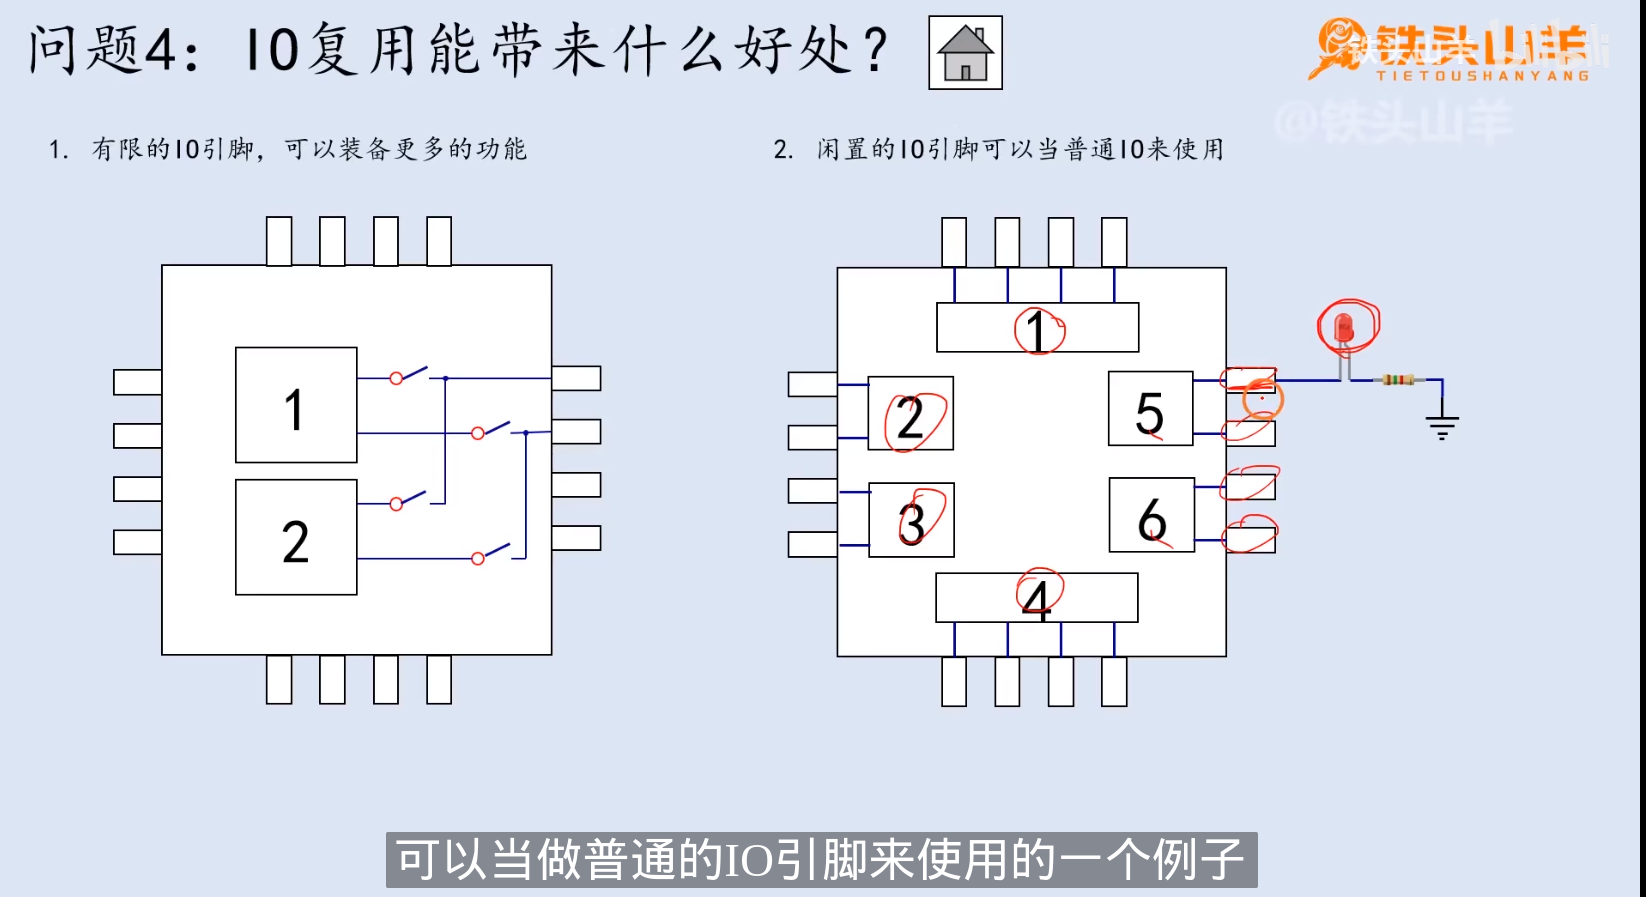 问题4：IO复用能带来什么好处？
铁头山羊
TIETOUSHANYANG
@铁头山羊
1. 有限的IO引脚，可以装备更多的功能
2. 闲置的IO引脚可以当普通IO来使用
1
2
1
2
3
4
5
6
可以当做普通的IO引脚来使用的一个例子